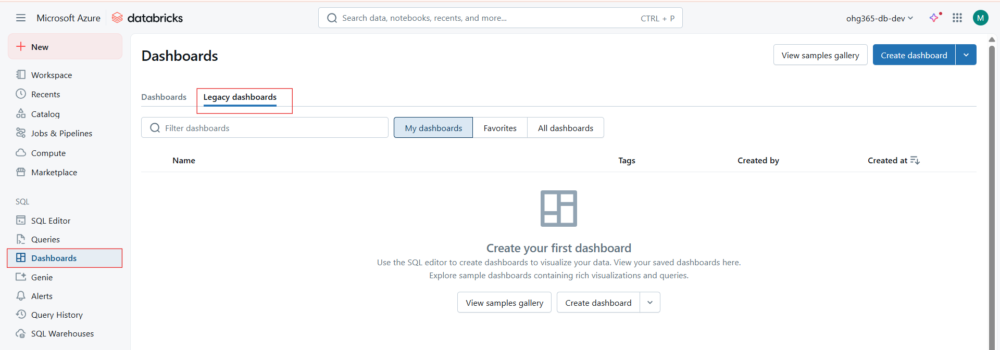 Microsoft Azure databricks Search data, notebooks, recents, and more... CTRL + P ohg365-db-dev M
New
Workspace
Recents
Catalog
Jobs & Pipelines
Compute
Marketplace
SQL
SQL Editor
Queries
Dashboards
Genie
Alerts
Query History
SQL Warehouses
Dashboards View samples gallery Create dashboard
Dashboards Legacy dashboards
Filter dashboards My dashboards Favorites All dashboards
Name Tags Created by Created at
Create your first dashboard
Use the SQL editor to create dashboards to visualize your data. View your saved dashboards here.
Explore sample dashboards containing rich visualizations and queries.
View samples gallery Create dashboard